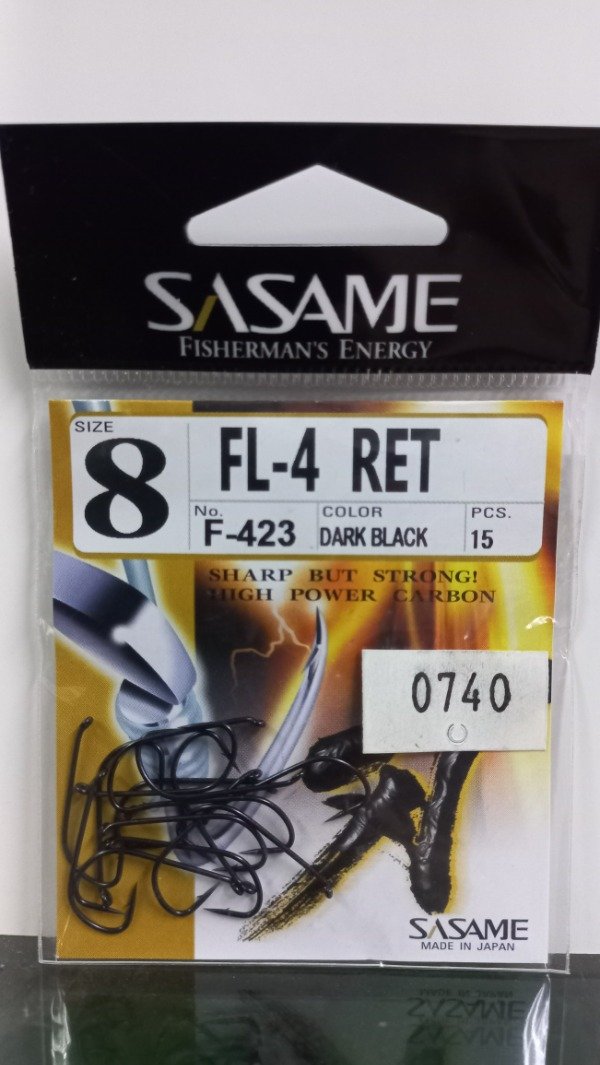 SASAME
FISHERMAN'S ENERGY
SIZE
8
FL-4 RET
No.
F-423
COLOR
DARK BLACK
PCS.
15
SHARP BUT STRONG!
HIGH POWER CARBON
0740
SASAME
MADE IN JAPAN